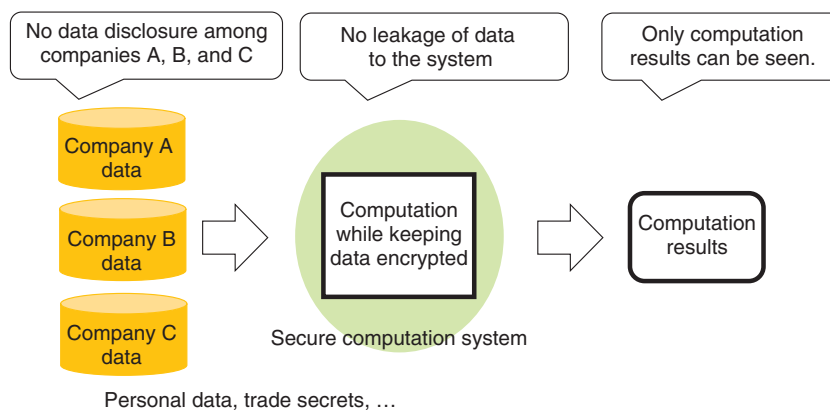 No data disclosure among
companies A, B, and C
No leakage of data
to the system
Only computation
results can be seen.
Company A
data
Company B
data
Company C
data
Computation
while keeping
data encrypted
Computation
results
Secure computation system
Personal data, trade secrets, …